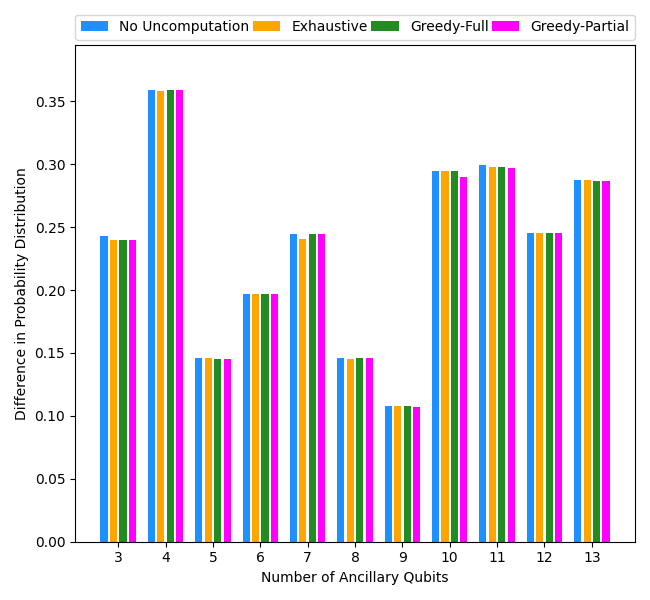 No Uncomputation Exhaustive Greedy-Full Greedy-Partial
Difference in Probability Distribution
0.35
0.30
0.25
0.20
0.15
0.10
0.05
0.00
3 4 5 6 7 8 9 10 11 12 13
Number of Ancillary Qubits